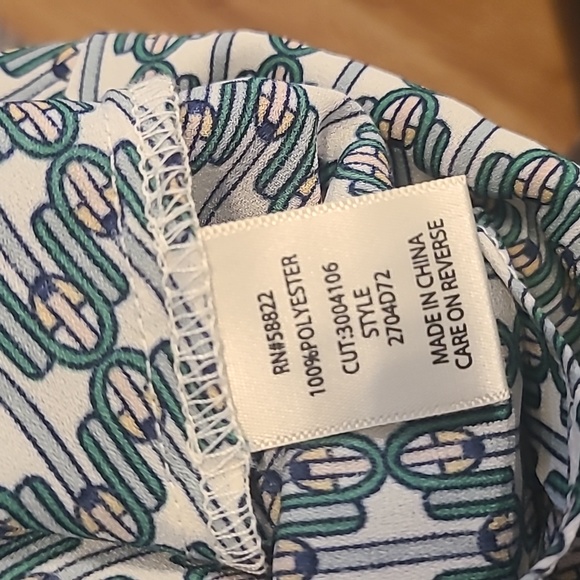 RN#58822
100%POLYESTER
CUT:3004106
STYLE
2704D72
MADE IN CHINA
CARE ON REVERSE